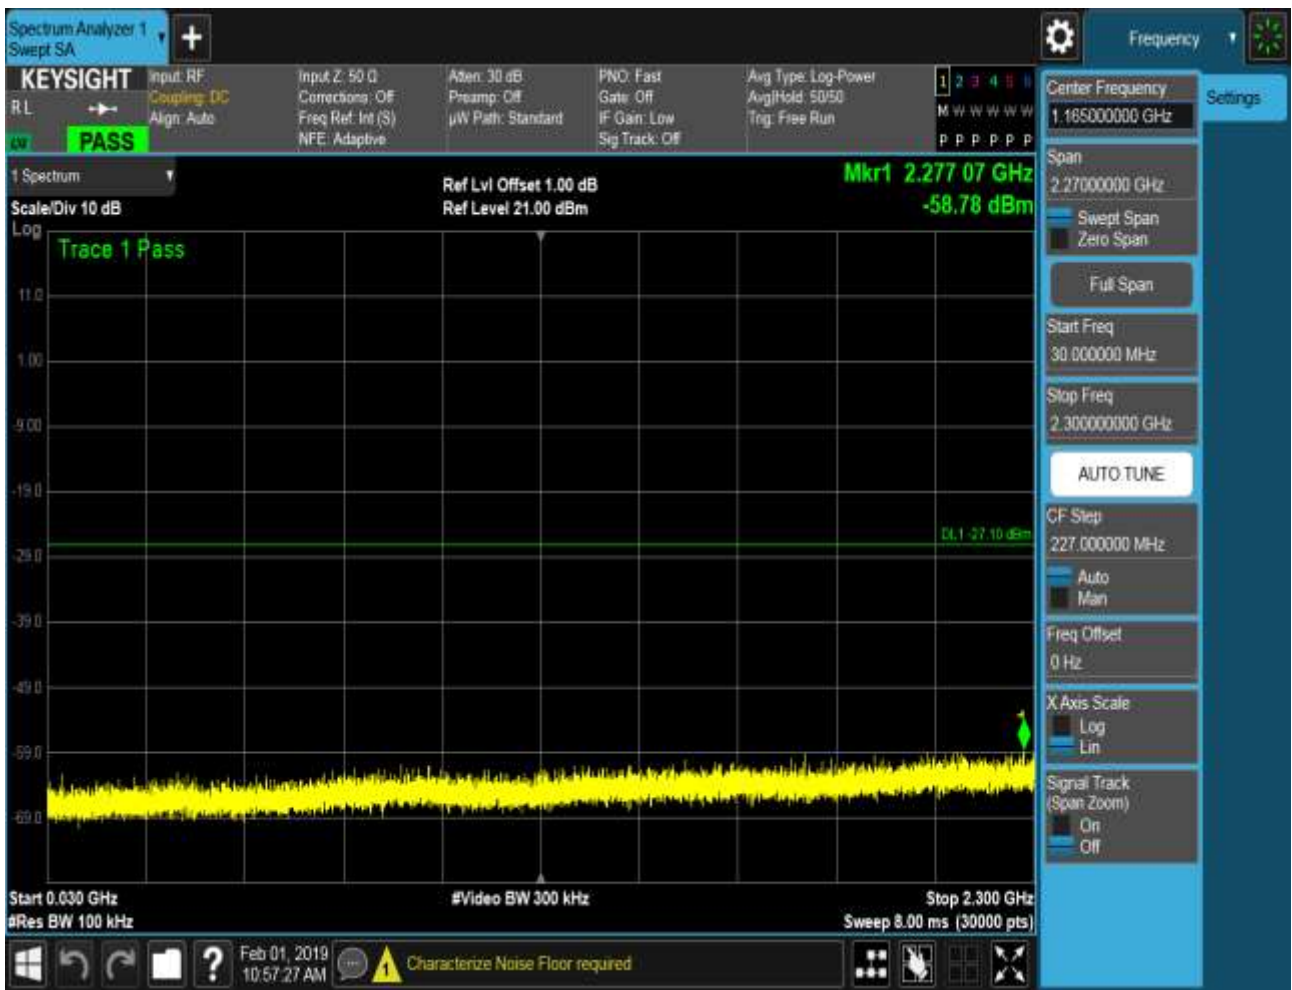 Spectrum Analyzer 1
Swept SA
+
Frequency
KEYSIGHT
R L
PASS
Input: RF
Coupling: DC
Align: Auto
Input Z: 50 Ω
Corrections: Off
Freq Ref: Int (S)
NFE: Adaptive
Atten: 30 dB
Preamp: Off
µW Path: Standard
PNO: Fast
Gate: Off
IF Gain: Low
Sig Track: Off
Avg Type: Log-Power
Avg|Hold: 50/50
Trig: Free Run
1 2 3 4 5 6
M W W W W W
P P P P P P
1 Spectrum
Scale/Div 10 dB
Log
Ref Lvl Offset 1.00 dB
Ref Level 21.00 dBm
Mkr1 2.277 07 GHz
-58.78 dBm
Trace 1 Pass
11.0
1.00
-9.00
-19.0
-29.0
-39.0
-49.0
-59.0
-69.0
DL1 -27.10 dBm
1
Start 0.030 GHz
#Res BW 100 kHz
#Video BW 300 kHz
Stop 2.300 GHz
Sweep 8.00 ms (30000 pts)
Feb 01, 2019
10:57:27 AM
?
1
Characterize Noise Floor required
Center Frequency
1.165000000 GHz
Settings
Span
2.27000000 GHz
Swept Span
Zero Span
Full Span
Start Freq
30.000000 MHz
Stop Freq
2.300000000 GHz
AUTO TUNE
CF Step
227.000000 MHz
Auto
Man
Freq Offset
0 Hz
X Axis Scale
Log
Lin
Signal Track
(Span Zoom)
On
Off